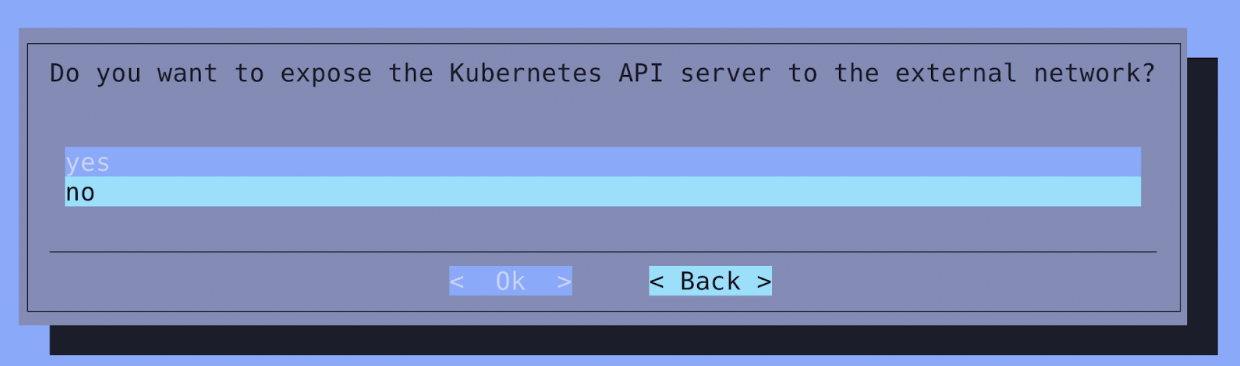 Do you want to expose the Kubernetes API server to the external network?
yes
no
<  Ok  > < Back >